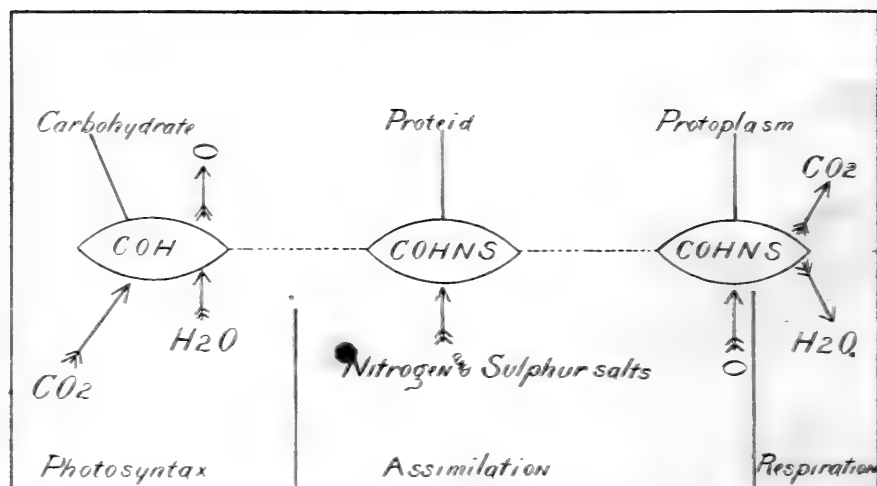 Carbohydrate
O
Proteid
Protoplasm
CO2
COH
COHNS
COHNS
CO2
H2O
Nitrogen & Sulphur salts
O
H2O.
Photosyntax
Assimilation
Respiration